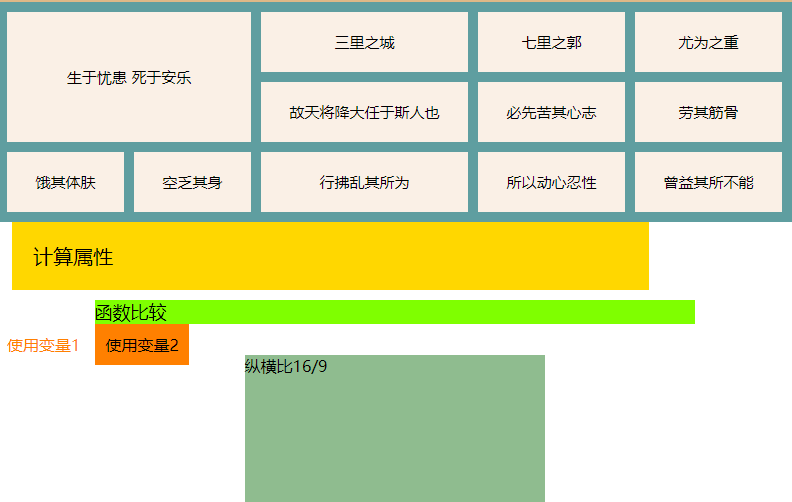 生于忧患 死于安乐
三里之城
七里之郭
尤为之重
故天将降大任于斯人也
必先苦其心志
劳其筋骨
饿其体肤
空乏其身
行拂乱其所为
所以动心忍性
曾益其所不能
计算属性
函数比较
使用变量1
使用变量2
纵横比16/9